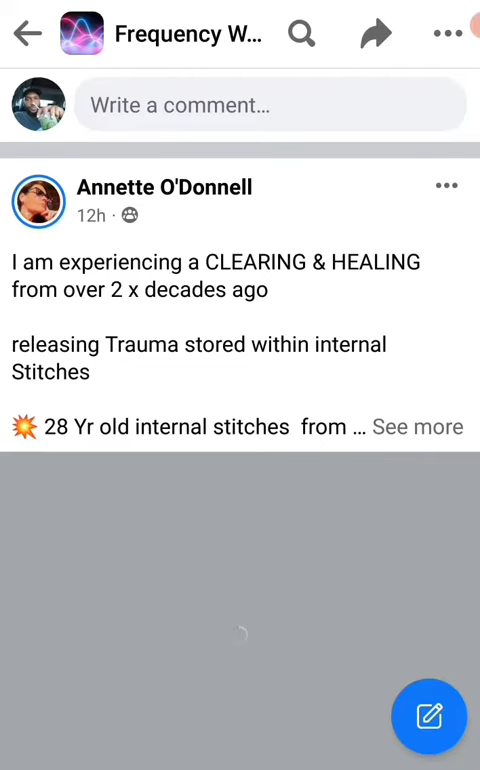 Frequency W...
Write a comment...
Annette O'Donnell
12h ·
I am experiencing a CLEARING & HEALING
from over 2 x decades ago
releasing Trauma stored within internal
Stitches
💥 28 Yr old internal stitches from ... See more